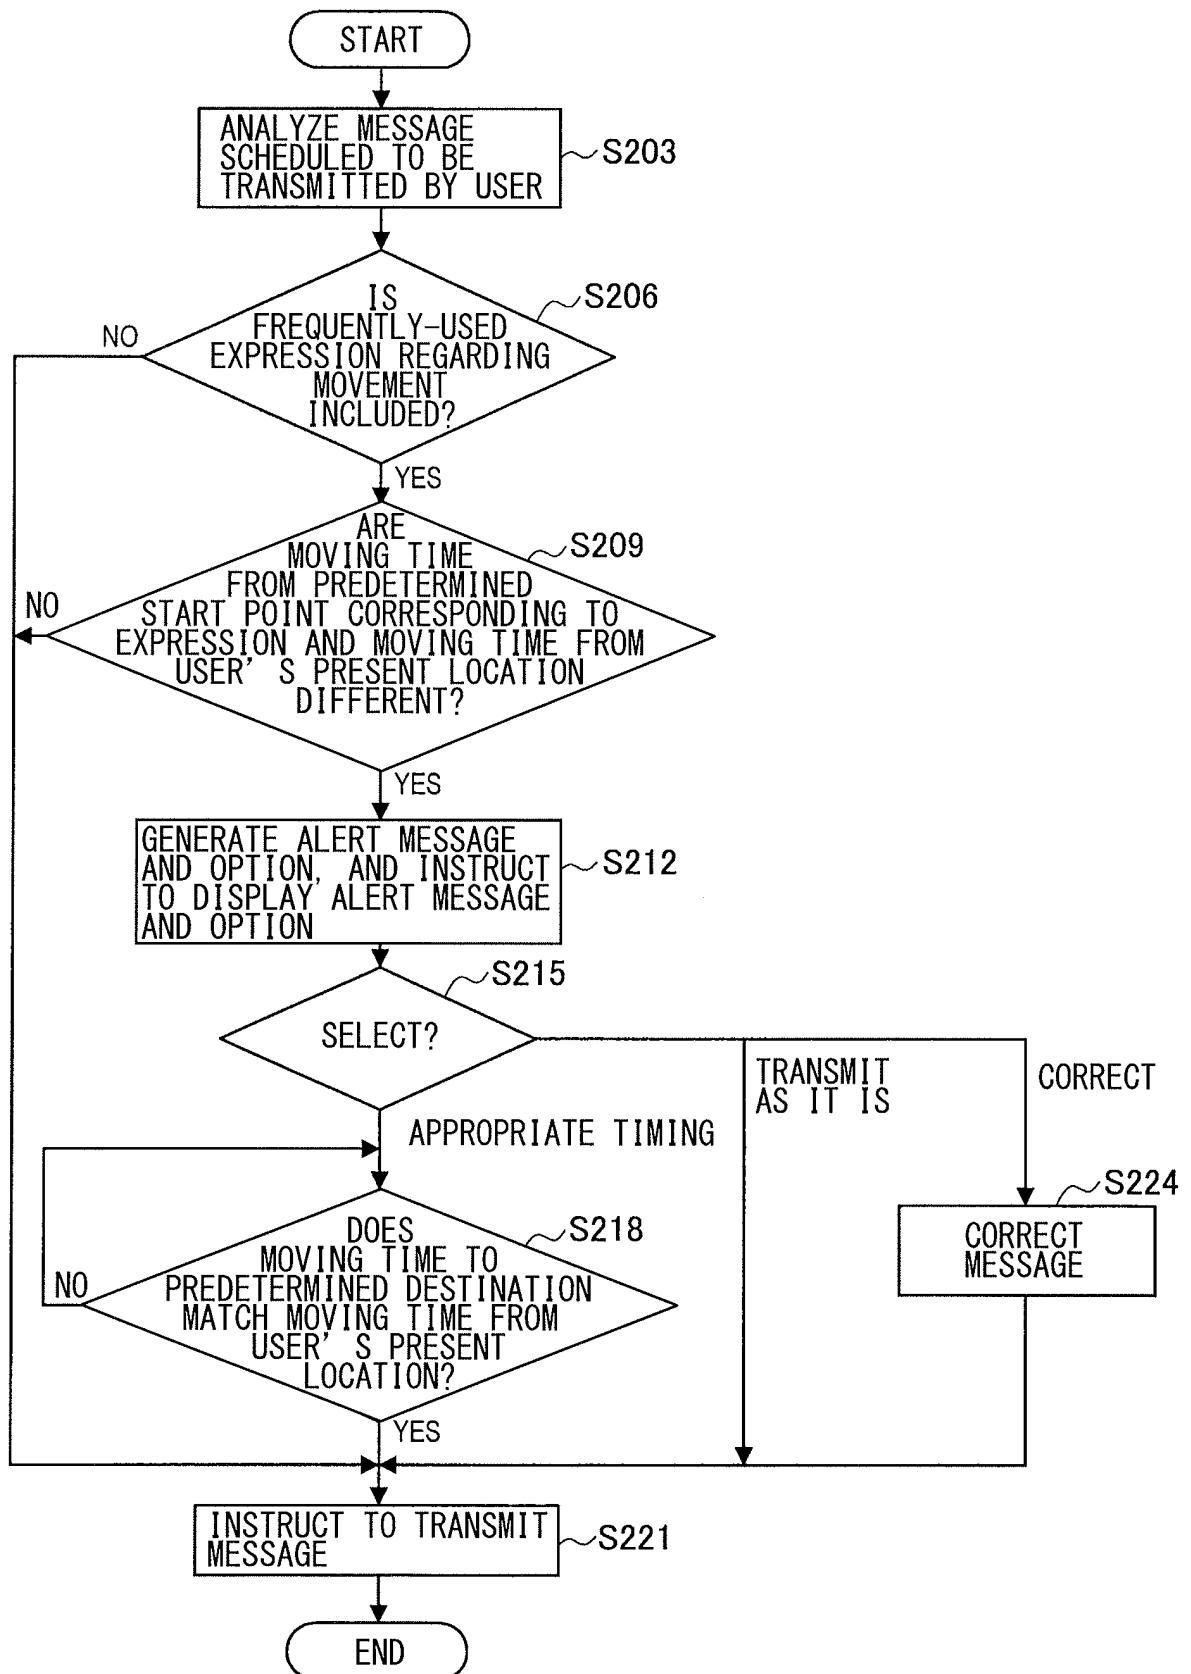 START
ANALYZE MESSAGE
SCHEDULED TO BE
TRANSMITTED BY USER
S203
IS
FREQUENTLY-USED
EXPRESSION REGARDING
MOVEMENT
INCLUDED?
S206
NO
YES
ARE
MOVING TIME
FROM PREDETERMINED
START POINT CORRESPONDING TO
EXPRESSION AND MOVING TIME FROM
USER' S PRESENT LOCATION
DIFFERENT?
S209
NO
YES
GENERATE ALERT MESSAGE
AND OPTION, AND INSTRUCT
TO DISPLAY ALERT MESSAGE
AND OPTION
S212
SELECT?
S215
APPROPRIATE TIMING
TRANSMIT
AS IT IS
CORRECT
DOES
MOVING TIME TO
PREDETERMINED DESTINATION
MATCH MOVING TIME FROM
USER' S PRESENT
LOCATION?
S218
NO
YES
CORRECT
MESSAGE
S224
INSTRUCT TO TRANSMIT
MESSAGE
S221
END